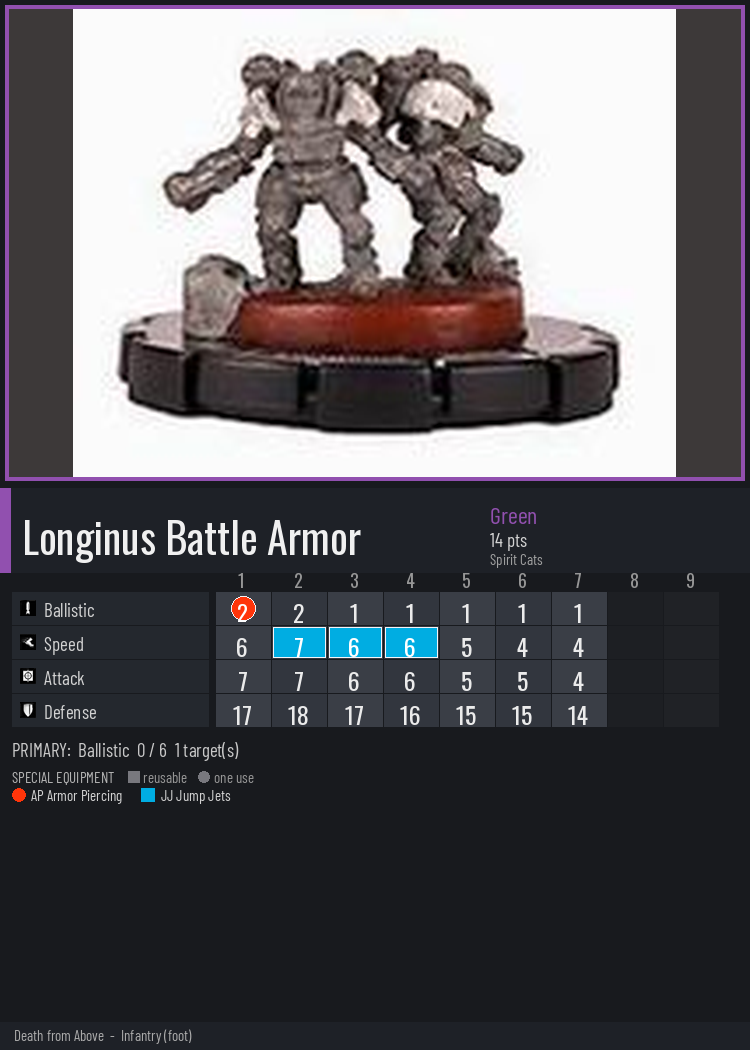 Longinus Battle Armor
Green
14 pts
Spirit Cats
1 2 3 4 5 6 7 8 9
Ballistic 2 2 1 1 1 1 1
Speed 6 7 6 6 5 4 4
Attack 7 7 6 6 5 5 4
Defense 17 18 17 16 15 15 14
PRIMARY: Ballistic 0 / 6 1 target(s)
SPECIAL EQUIPMENT reusable one use
AP Armor Piercing JJ Jump Jets
Death from Above - Infantry (foot)